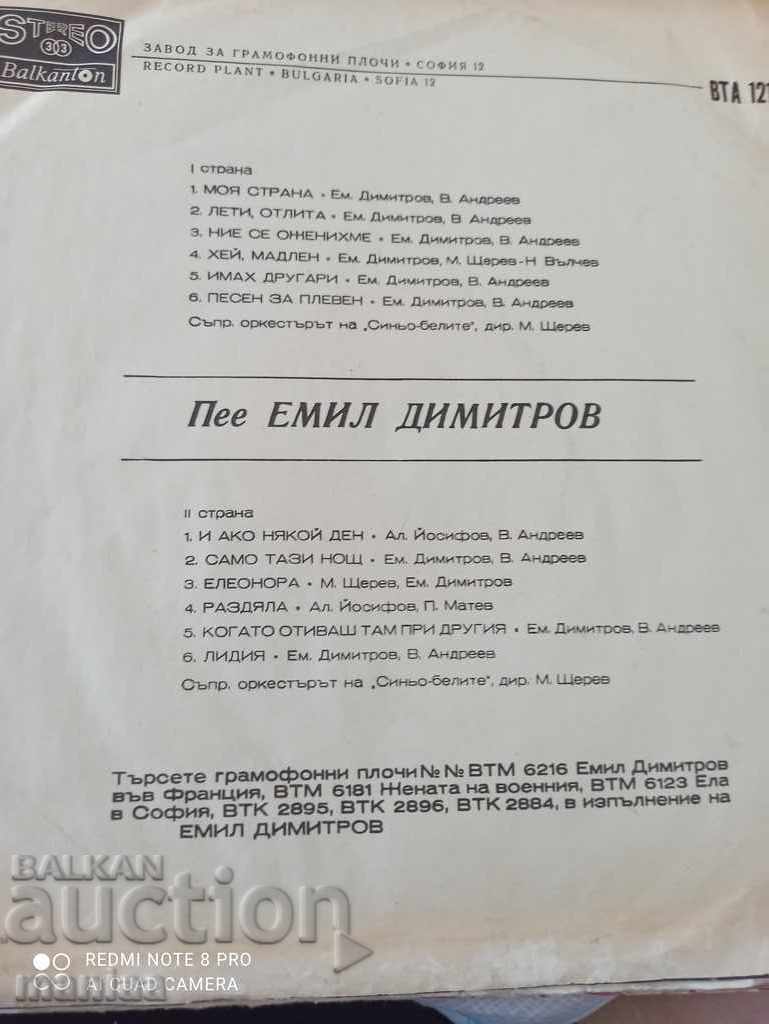 STEREO
303
Balkanton
ЗАВОД ЗА ГРАМОФОННИ ПЛОЧИ • СОФИЯ 12
RECORD PLANT • BULGARIA • SOFIA 12
ВТА 121
I страна
1. МОЯ СТРАНА • Ем. Димитров, В. Андреев
2. ЛЕТИ, ОТЛИТА • Ем. Димитров, В. Андреев
3. НИЕ СЕ ОЖЕНИХМЕ • Ем. Димитров, В. Андреев
4. ХЕЙ, МАДЛЕН • Ем. Димитров, М. Щерев-Н Вълчев
5. ИМАХ ДРУГАРИ • Ем. Димитров, В. Андреев
6. ПЕСЕН ЗА ПЛЕВЕН • Ем. Димитров, В. Андреев
Съпр. оркестърът на „Синьо-белите", дир. М. Щерев
Пее ЕМИЛ ДИМИТРОВ
II страна
1. И АКО НЯКОЙ ДЕН • Ал. Йосифов, В. Андреев
2. САМО ТАЗИ НОЩ • Ем. Димитров, В. Андреев
3. ЕЛЕОНОРА • М. Щерев, Ем. Димитров
4. РАЗДЯЛА • Ал. Йосифов, П. Матев
5. КОГАТО ОТИВАШ ТАМ ПРИ ДРУГИЯ • Ем. Димитров, В. Андреев
6. ЛИДИЯ • Ем. Димитров, В. Андреев
Съпр. оркестърът на „Синьо-белите", дир. М. Щерев
Търсете грамофонни плочи №№ ВТМ 6216 Емил Димитров
във Франция, ВТМ 6181 Жената на военния, ВТМ 6123 Ела
в София, ВТК 2895, ВТК 2896, ВТК 2884, в изпълнение на
ЕМИЛ ДИМИТРОВ
BALKAN
auction
REDMI NOTE 8 PRO
AI QUAD CAMERA